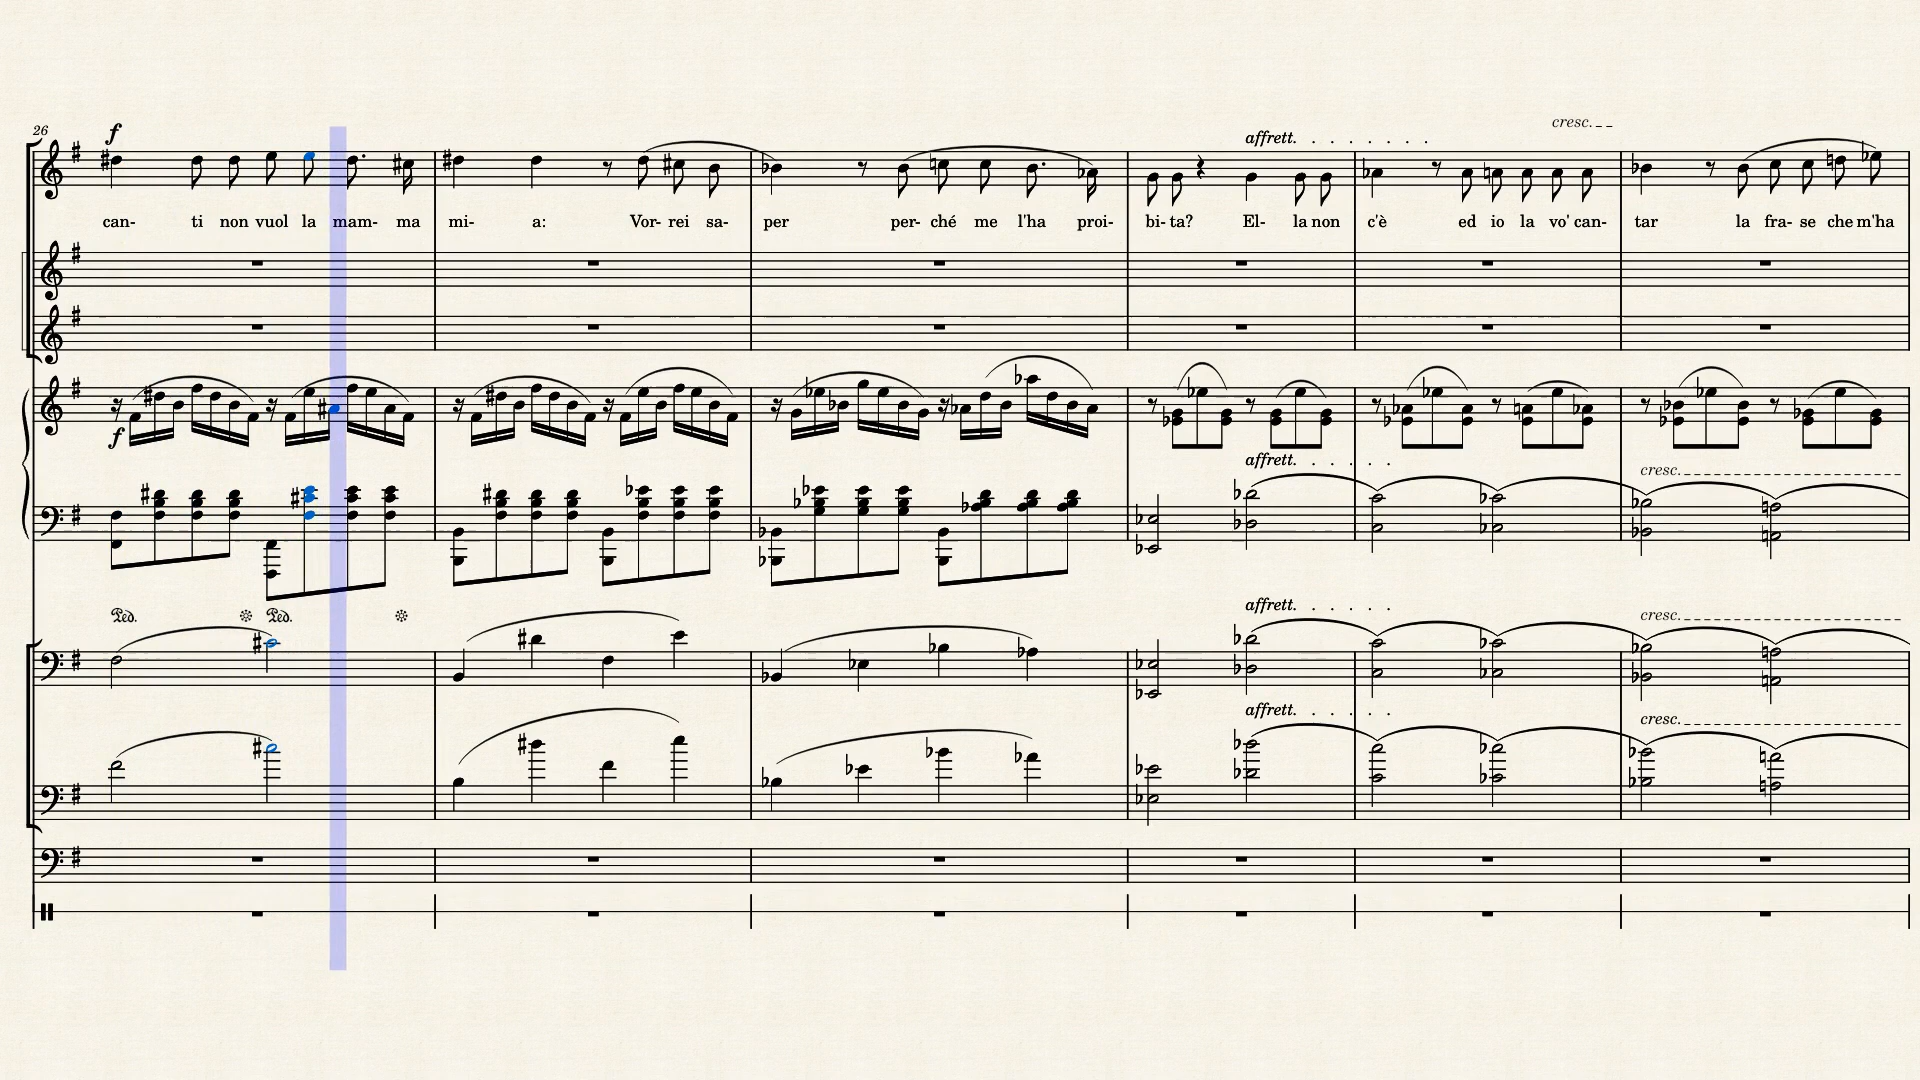 26
f
affrett. . . . . . . .
cresc.
can- ti non vuol la mam- ma mi- a: Vor- rei sa- per per- ché me l'ha proi- bi- ta? El- la non c'è ed io la vo' can- tar la fra- se che m'ha
f
affrett. . . . . .
cresc.
Ped. Ped.
affrett. . . . . .
cresc.
affrett. . . . . .
cresc.